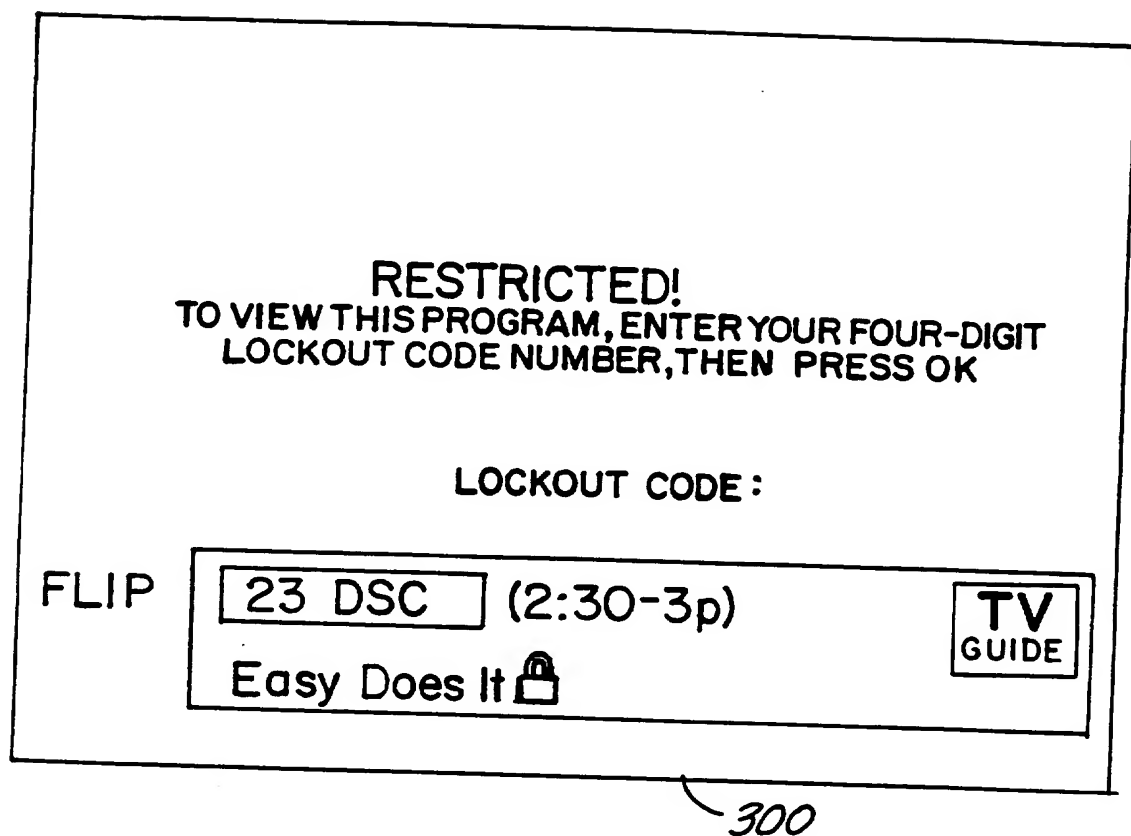 RESTRICTED!
TO VIEW THIS PROGRAM, ENTER YOUR FOUR-DIGIT
LOCKOUT CODE NUMBER, THEN PRESS OK
LOCKOUT CODE:
FLIP
23 DSC (2:30-3p)
TV
GUIDE
Easy Does It
300